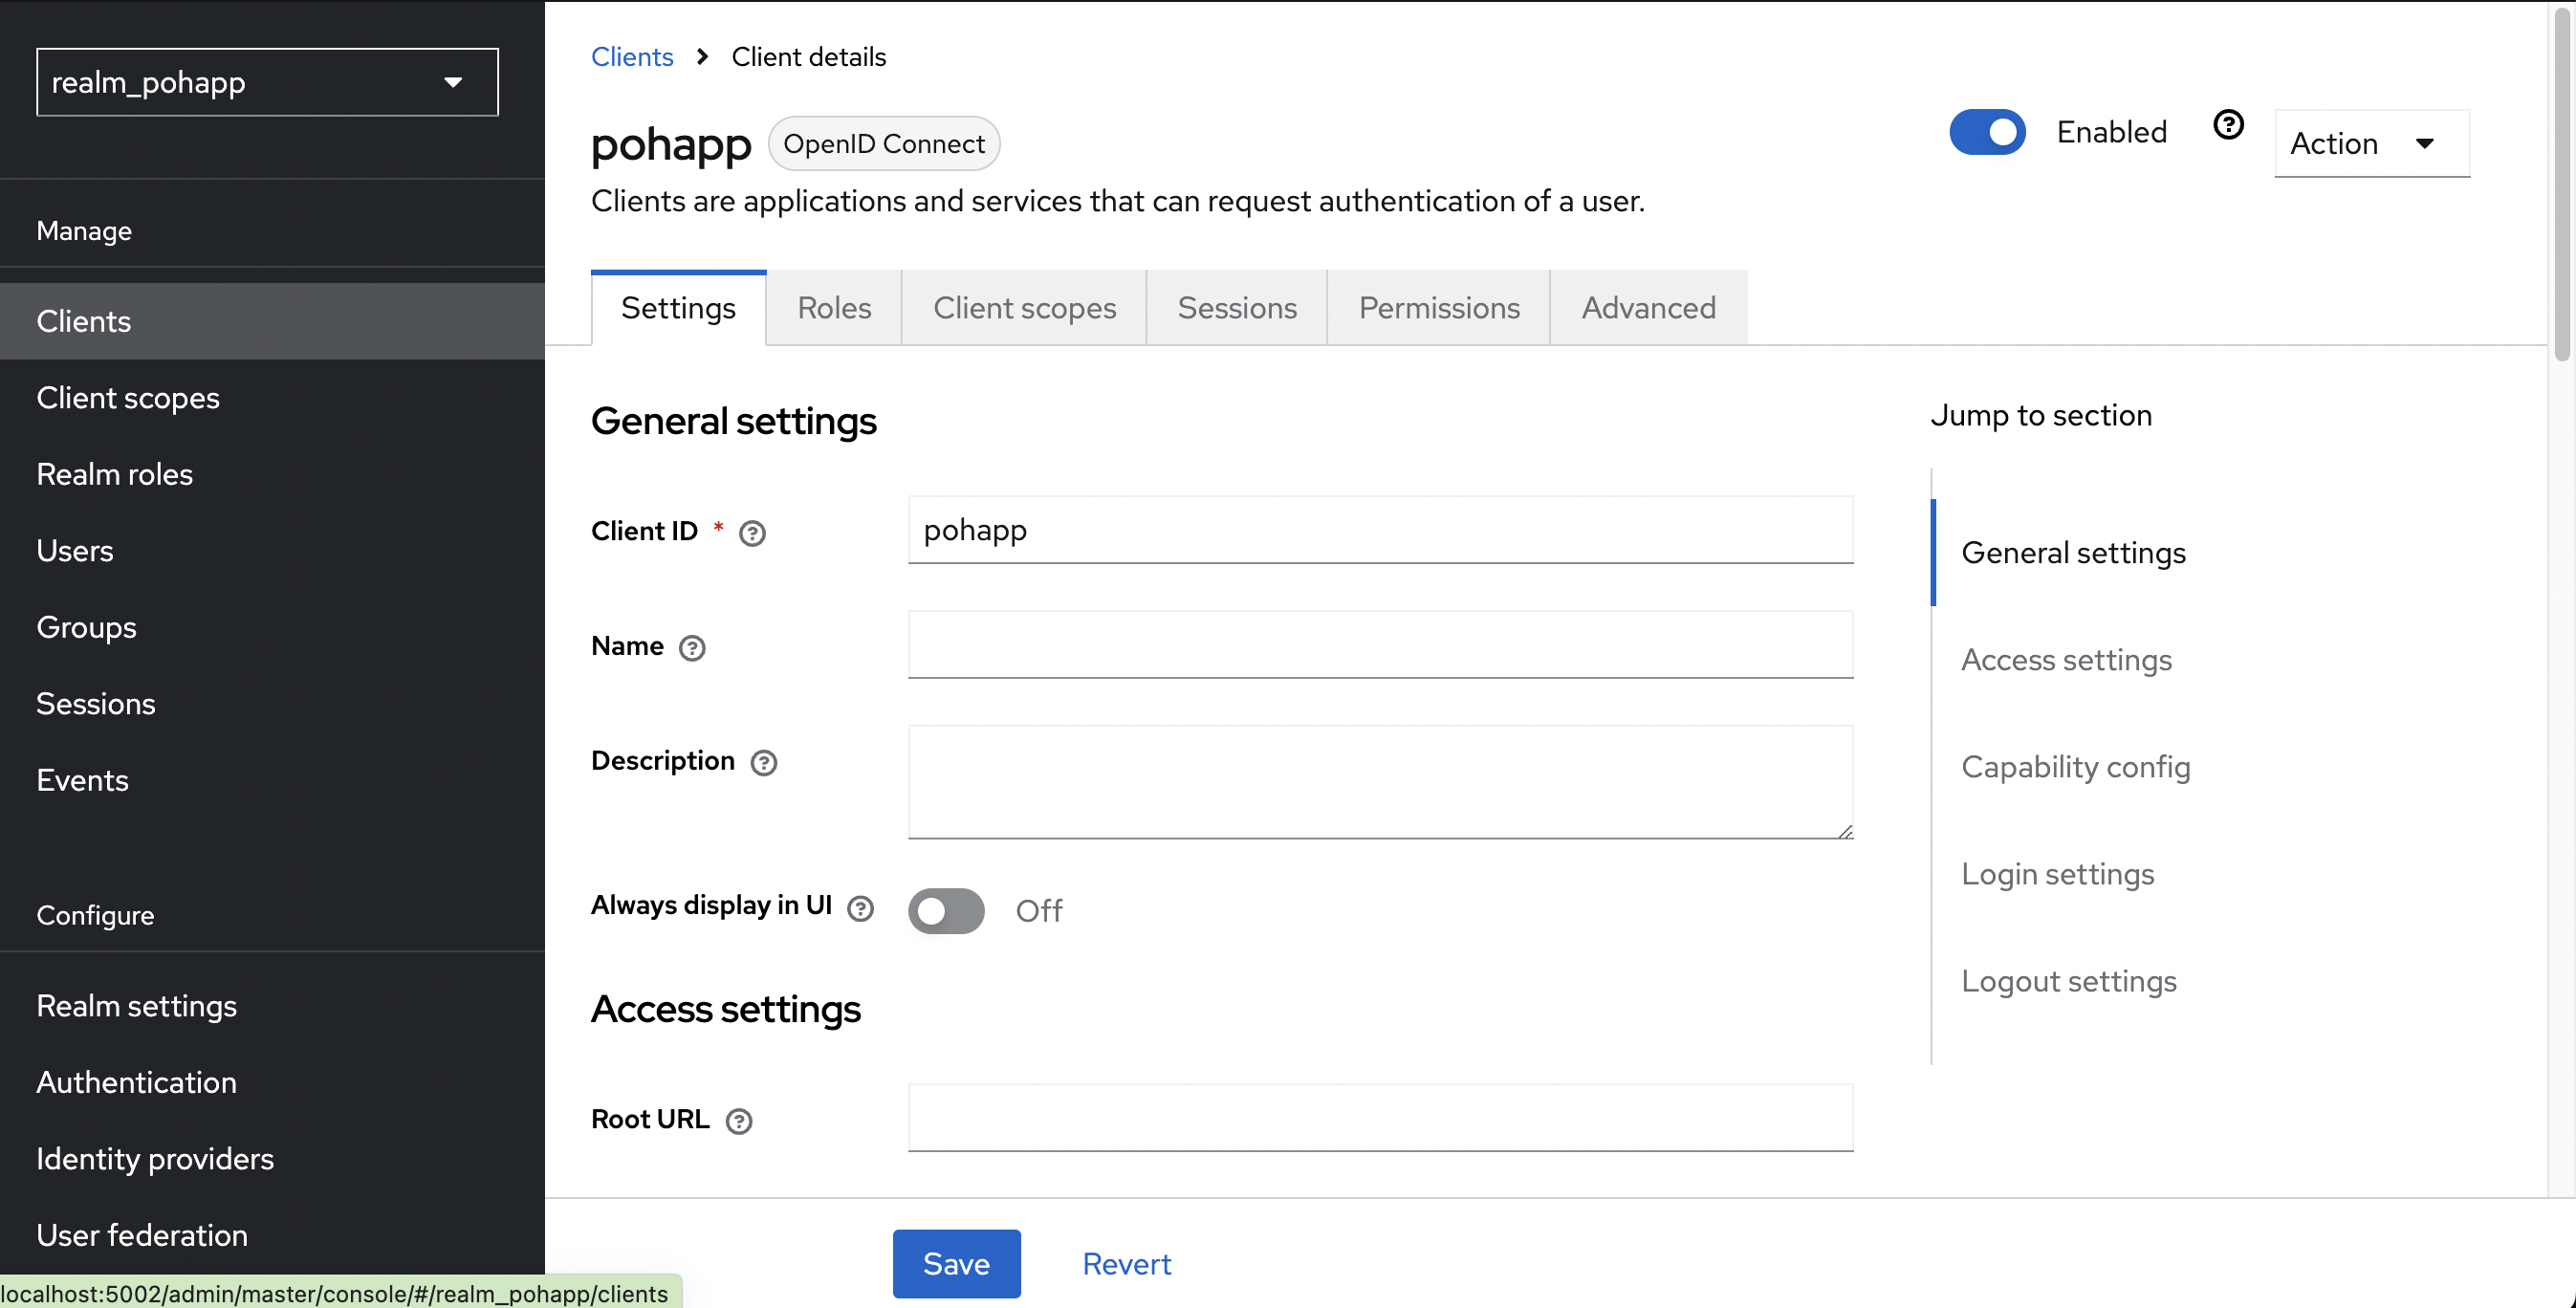 realm_pohapp
Manage
Clients
Client scopes
Realm roles
Users
Groups
Sessions
Events
Configure
Realm settings
Authentication
Identity providers
User federation
localhost:5002/admin/master/console/#/realm_pohapp/clients
Clients > Client details
pohapp OpenID Connect
Enabled
Action
Clients are applications and services that can request authentication of a user.
Settings Roles Client scopes Sessions Permissions Advanced
General settings
Client ID * pohapp
Name
Description
Always display in UI Off
Access settings
Root URL
Save Revert
Jump to section
General settings
Access settings
Capability config
Login settings
Logout settings